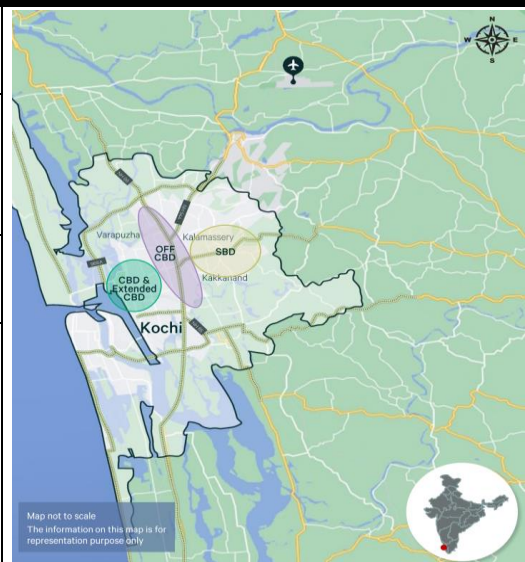 N
W E
S
Varapuzha
Kalamassery
OFF
CBD
SBD
Kakkanand
CBD &
Extended
CBD
Kochi
Map not to scale
The information on this map is for
representation purpose only